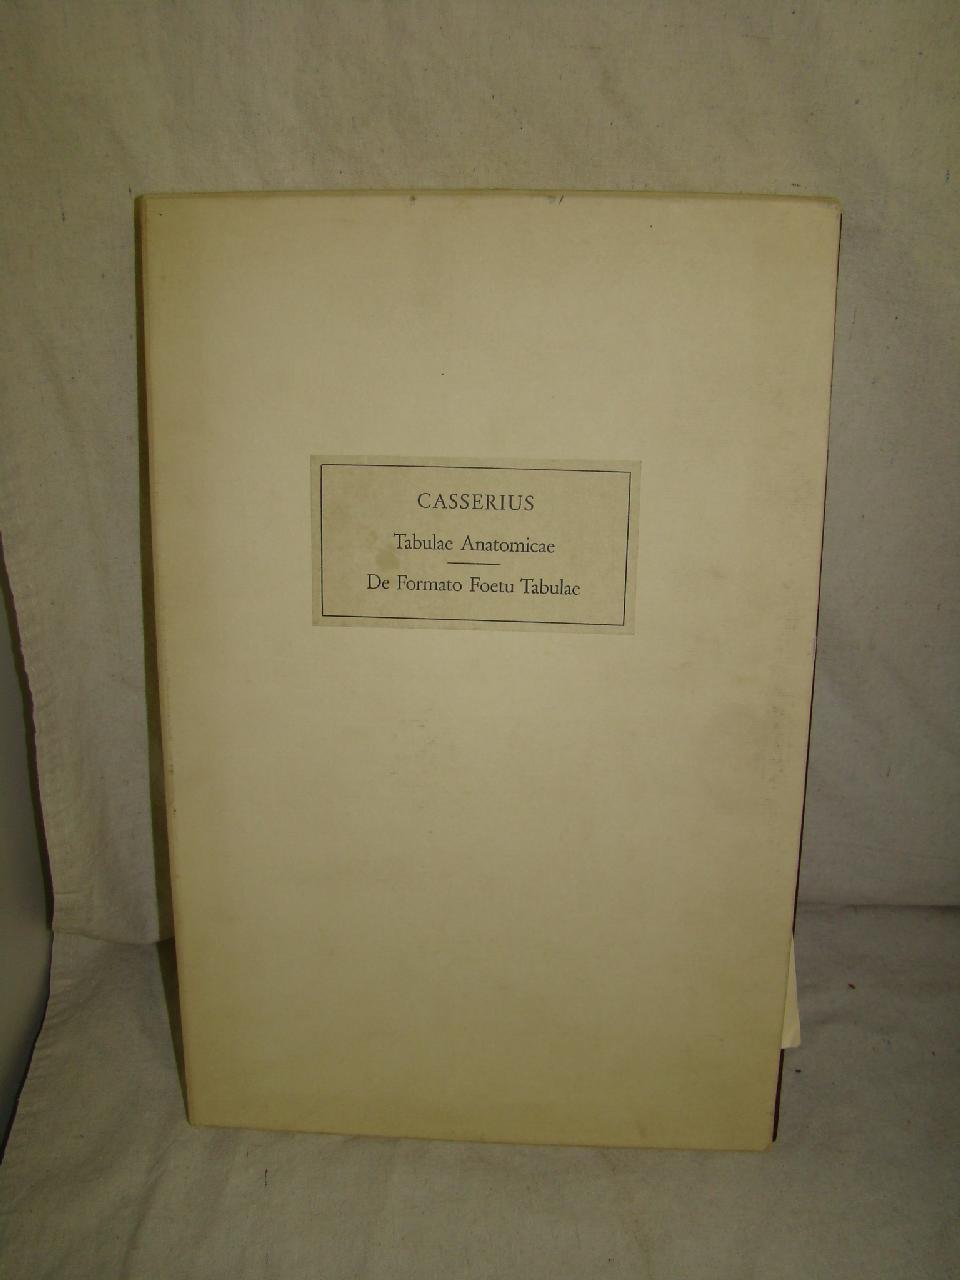 CASSERIUS
Tabulae Anatomicae
De Formato Foetu Tabulae